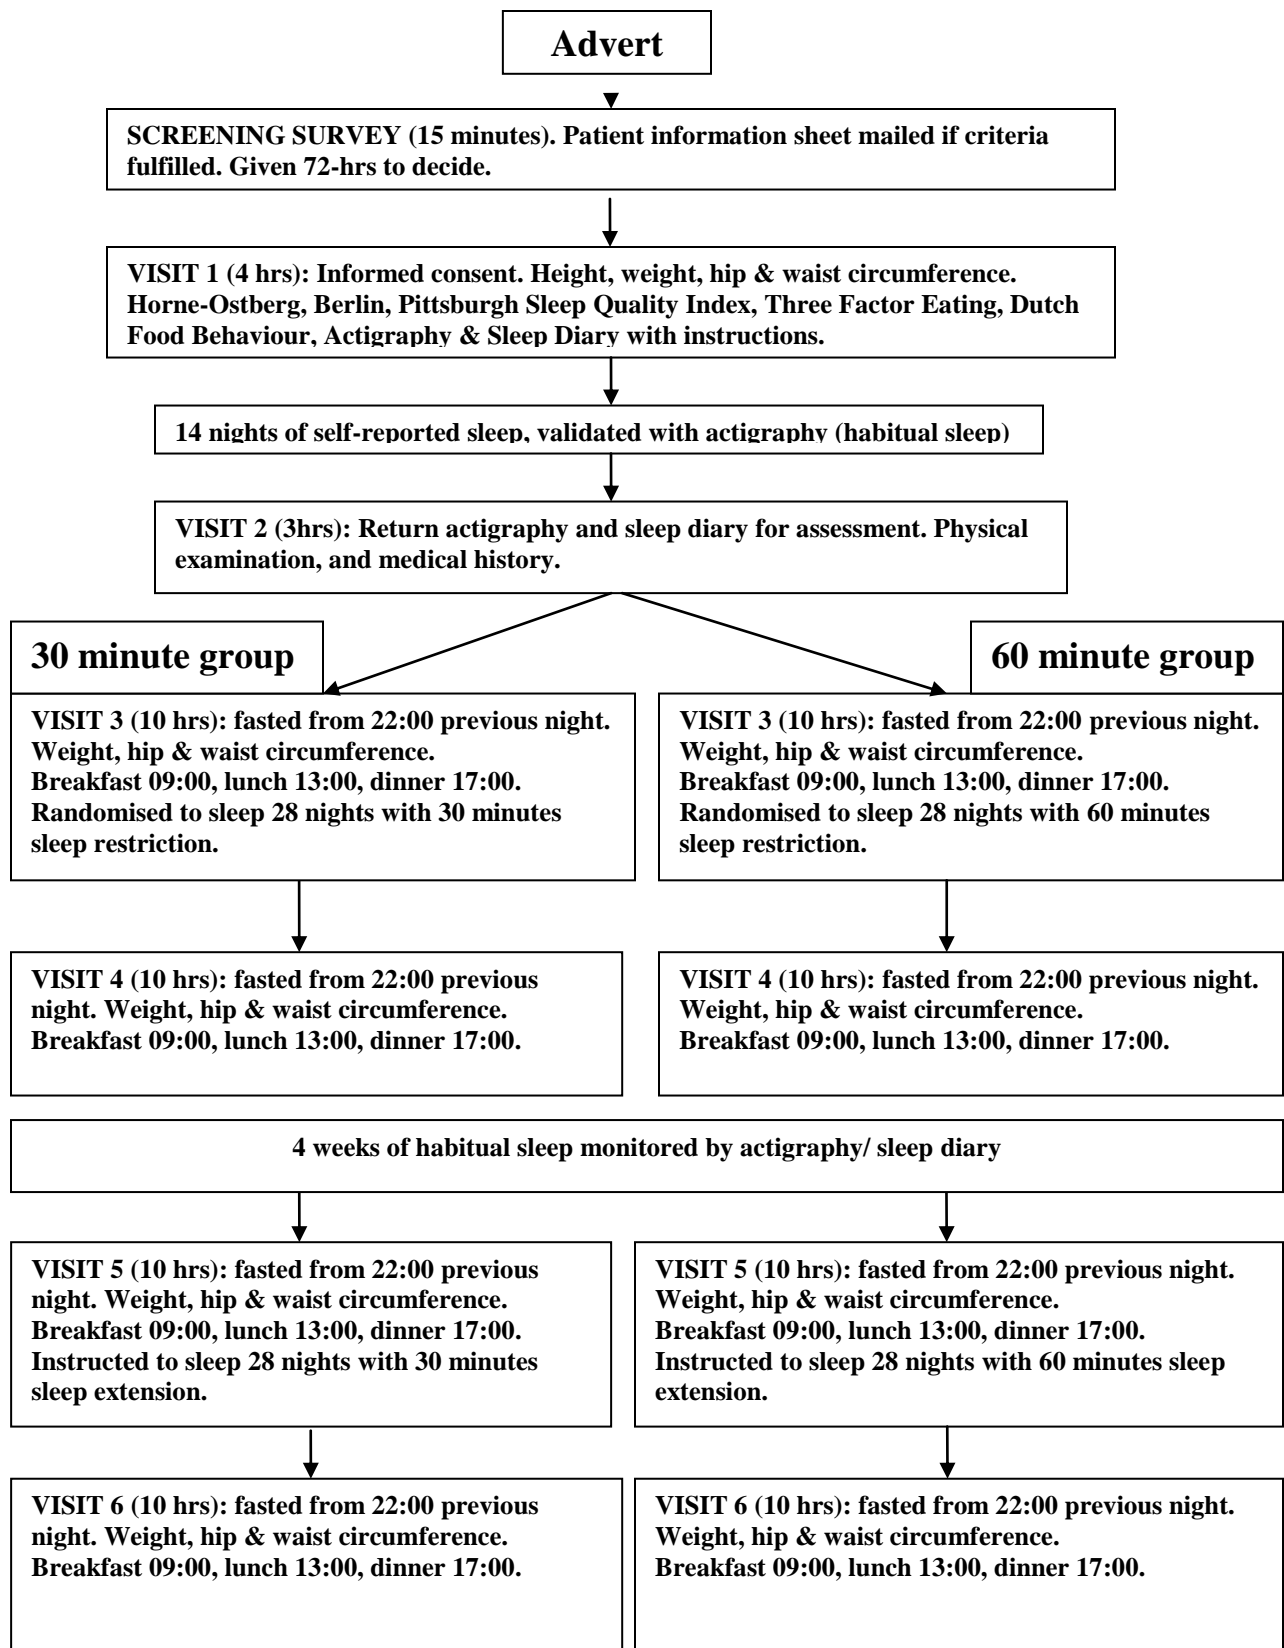 Advert
SCREENING SURVEY (15 minutes). Patient information sheet mailed if criteria
fulfilled. Given 72-hrs to decide.
VISIT 1 (4 hrs): Informed consent. Height, weight, hip & waist circumference.
Horne-Ostberg, Berlin, Pittsburgh Sleep Quality Index, Three Factor Eating, Dutch
Food Behaviour, Actigraphy & Sleep Diary with instructions.
14 nights of self-reported sleep, validated with actigraphy (habitual sleep)
VISIT 2 (3hrs): Return actigraphy and sleep diary for assessment. Physical
examination, and medical history.
30 minute group
VISIT 3 (10 hrs): fasted from 22:00 previous night.
Weight, hip & waist circumference.
Breakfast 09:00, lunch 13:00, dinner 17:00.
Randomised to sleep 28 nights with 30 minutes
sleep restriction.
60 minute group
VISIT 3 (10 hrs): fasted from 22:00 previous night.
Weight, hip & waist circumference.
Breakfast 09:00, lunch 13:00, dinner 17:00.
Randomised to sleep 28 nights with 60 minutes
sleep restriction.
VISIT 4 (10 hrs): fasted from 22:00 previous
night. Weight, hip & waist circumference.
Breakfast 09:00, lunch 13:00, dinner 17:00.
VISIT 4 (10 hrs): fasted from 22:00 previous night.
Weight, hip & waist circumference.
Breakfast 09:00, lunch 13:00, dinner 17:00.
4 weeks of habitual sleep monitored by actigraphy/ sleep diary
VISIT 5 (10 hrs): fasted from 22:00 previous
night. Weight, hip & waist circumference.
Breakfast 09:00, lunch 13:00, dinner 17:00.
Instructed to sleep 28 nights with 30 minutes
sleep extension.
VISIT 5 (10 hrs): fasted from 22:00 previous night.
Weight, hip & waist circumference.
Breakfast 09:00, lunch 13:00, dinner 17:00.
Instructed to sleep 28 nights with 60 minutes sleep
extension.
VISIT 6 (10 hrs): fasted from 22:00 previous
night. Weight, hip & waist circumference.
Breakfast 09:00, lunch 13:00, dinner 17:00.
VISIT 6 (10 hrs): fasted from 22:00 previous night.
Weight, hip & waist circumference.
Breakfast 09:00, lunch 13:00, dinner 17:00.